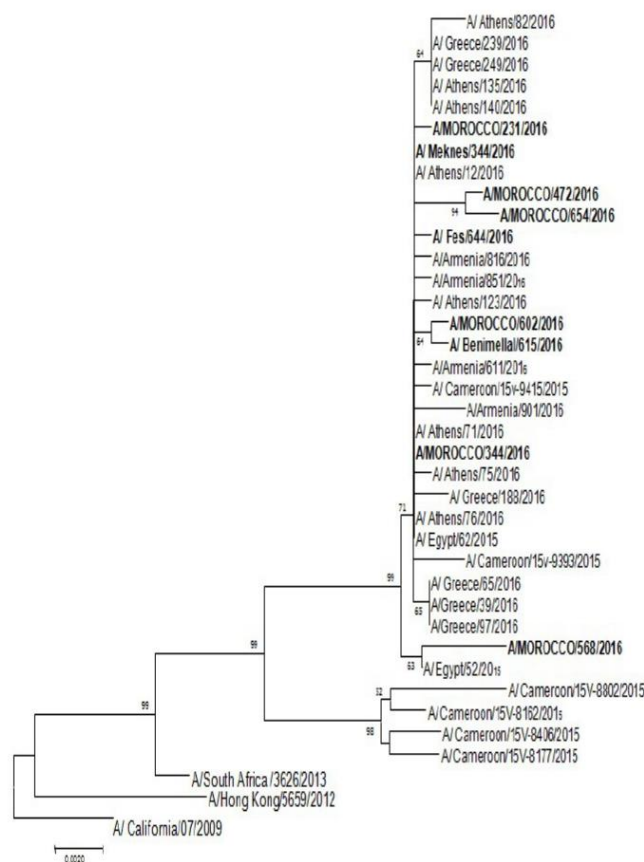 A/ Athens/82/2016
64
A/ Greece/239/2016
A/ Greece/249/2016
A/ Athens/135/2016
A/ Athens/140/2016
A/MOROCCO/231/2016
A/ Meknes/344/2016
A/ Athens/12/2016
A/MOROCCO/472/2016
94
A/MOROCCO/654/2016
A/ Fes/644/2016
A/Armenia/816/2016
A/Armenia/851/2016
A/ Athens/123/2016
A/MOROCCO/602/2016
64
A/ Benimellal/615/2016
A/Armenia/611/2016
A/ Cameroon/15v-9415/2015
A/Armenia/901/2016
A/ Athens/71/2016
A/MOROCCO/344/2016
A/ Athens/75/2016
A/ Greece/188/2016
71
A/ Athens/76/2016
A/ Egypt/62/2015
A/ Cameroon/15v-9393/2015
99
A/ Greece/65/2016
65
A/Greece/39/2016
A/Greece/97/2016
99
A/MOROCCO/568/2016
63
A/ Egypt/52/2015
A/ Cameroon/15V-8802/2015
A/ Cameroon/15V-8162/2015
99
98
A/ Cameroon/15V-8406/2015
A/ Cameroon/15V-8177/2015
A/South Africa /3626/2013
A/Hong Kong/5659/2012
A/ California/07/2009
0.0020